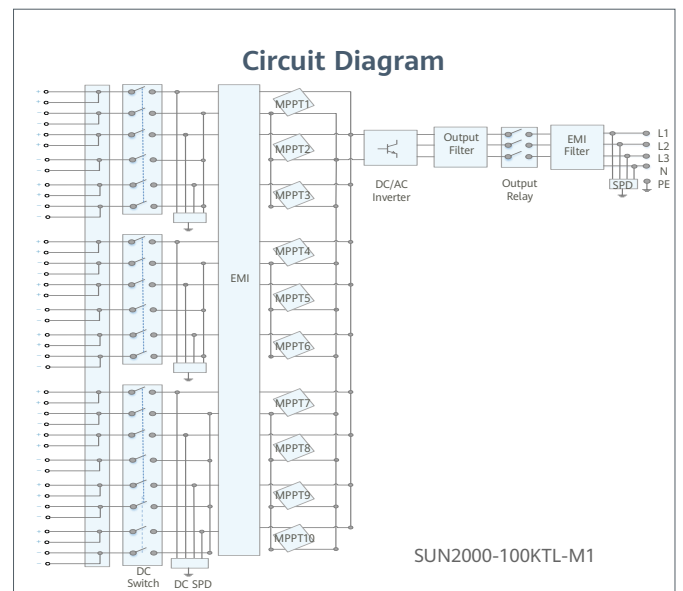 Circuit Diagram
MPPT1
MPPT2
MPPT3
MPPT4
MPPT5
MPPT6
MPPT7
MPPT8
MPPT9
MPPT10
EMI
DC
Switch
DC SPD
DC/AC
Inverter
Output
Filter
Output
Relay
EMI
Filter
L1
L2
L3
N
PE
SPD
SUN2000-100KTL-M1